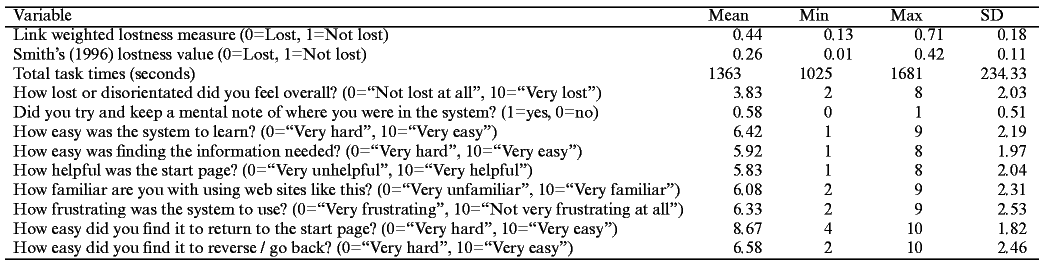 Variable Mean Min Max SD
Link weighted lostness measure (0=Lost, 1=Not lost) 0.44 0.13 0.71 0.18
Smith's (1996) lostness value (0=Lost, 1=Not lost) 0.26 0.01 0.42 0.11
Total task times (seconds) 1363 1025 1681 234.33
How lost or disorientated did you feel overall? (0=“Not lost at all”, 10=“Very lost”) 3.83 2 8 2.03
Did you try and keep a mental note of where you were in the system? (1=yes, 0=no) 0.58 0 1 0.51
How easy was the system to learn? (0=“Very hard”, 10=“Very easy”) 6.42 1 9 2.19
How easy was finding the information needed? (0=“Very hard”, 10=“Very easy”) 5.92 1 8 1.97
How helpful was the start page? (0=“Very unhelpful”, 10=“Very helpful”) 5.83 1 8 2.04
How familiar are you with using web sites like this? (0=“Very unfamiliar”, 10=“Very familiar”) 6.08 2 9 2.31
How frustrating was the system to use? (0=“Very frustrating”, 10=“Not very frustrating at all”) 6.33 2 9 2.53
How easy did you find it to return to the start page? (0=“Very hard”, 10=“Very easy”) 8.67 4 10 1.82
How easy did you find it to reverse / go back? (0=“Very hard”, 10=“Very easy”) 6.58 2 10 2.46